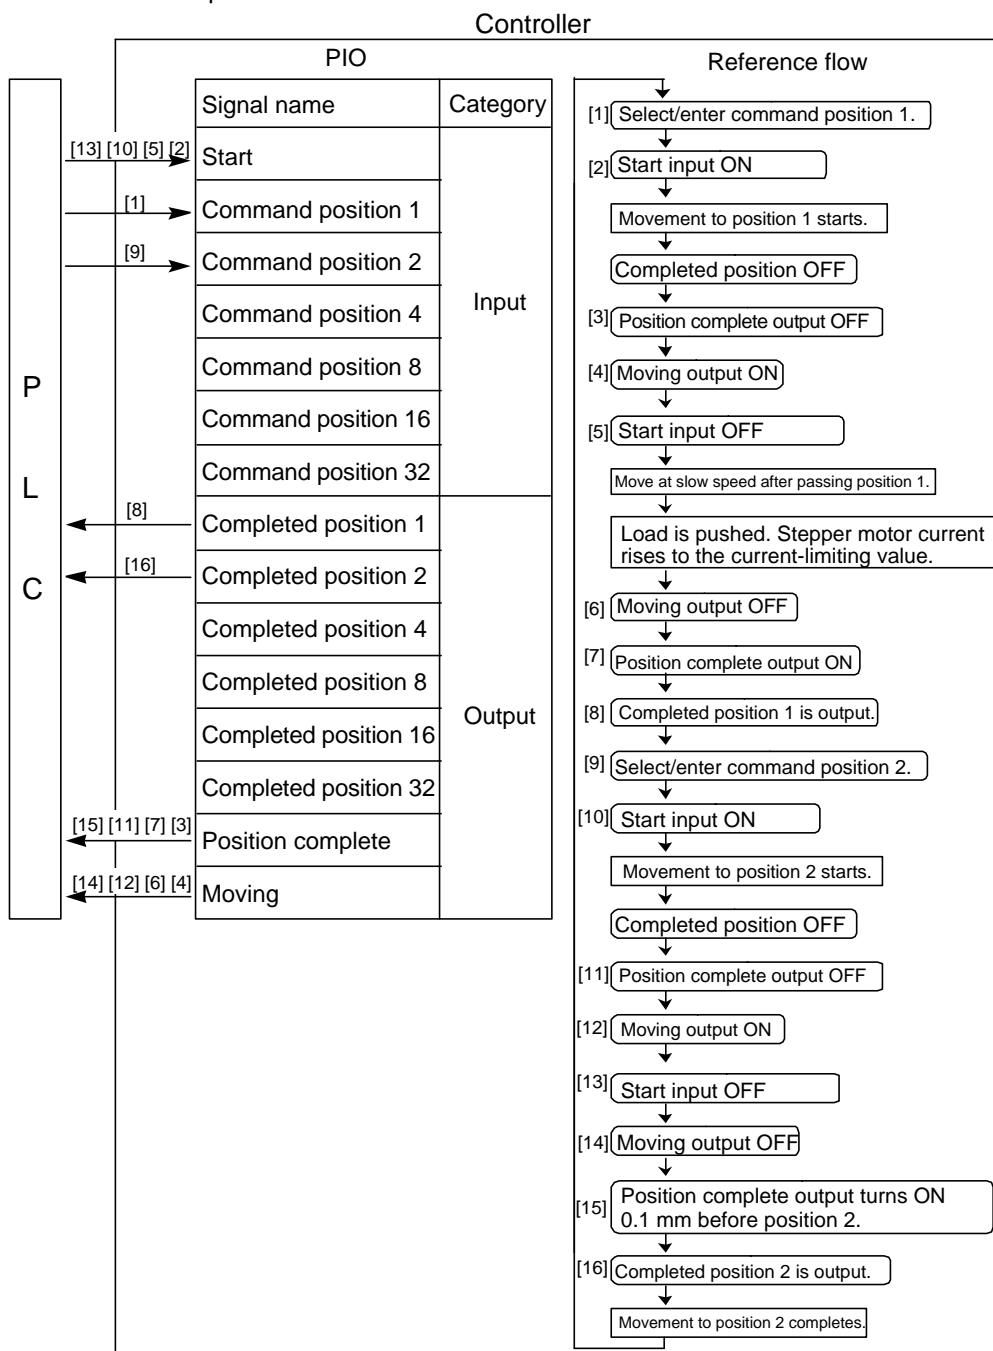 Controller
PIO
Signal name
Category
[13] [10] [5] [2]
Start
[1]
Command position 1
[9]
Command position 2
Command position 4
Command position 8
Command position 16
Command position 32
Input
P
L
C
[8]
Completed position 1
[16]
Completed position 2
Completed position 4
Completed position 8
Completed position 16
Completed position 32
Output
[15] [11] [7] [3]
Position complete
[14] [12] [6] [4]
Moving
Reference flow
[1] Select/enter command position 1.
[2] Start input ON
Movement to position 1 starts.
Completed position OFF
[3] Position complete output OFF
[4] Moving output ON
[5] Start input OFF
Move at slow speed after passing position 1.
Load is pushed. Stepper motor current
rises to the current-limiting value.
[6] Moving output OFF
[7] Position complete output ON
[8] Completed position 1 is output.
[9] Select/enter command position 2.
[10] Start input ON
Movement to position 2 starts.
Completed position OFF
[11] Position complete output OFF
[12] Moving output ON
[13] Start input OFF
[14] Moving output OFF
[15] Position complete output turns ON
0.1 mm before position 2.
[16] Completed position 2 is output.
Movement to position 2 completes.